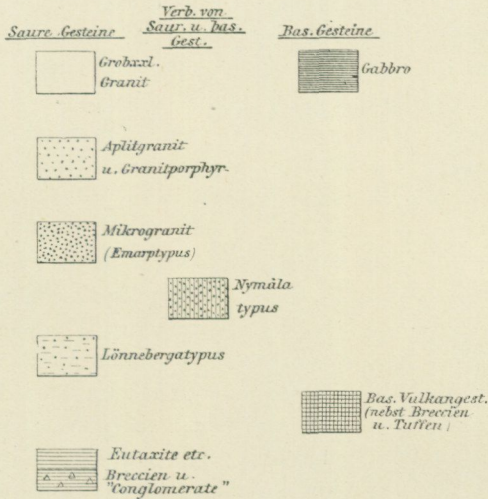 Saure Gesteine
Verb. von
Saur. u. bas.
Gest.
Bas. Gesteine
Grobxxl.
Granit
Gabbro
Aplitgranit
u. Granitporphyr.
Mikrogranit
(Emarptypus)
Nymåla
typus
Lönnebergatypus
Bas. Vulkangest.
(nebst Breccien
u. Tuffen)
Eutaxite etc.
Breccien u.
"Conglomerate"